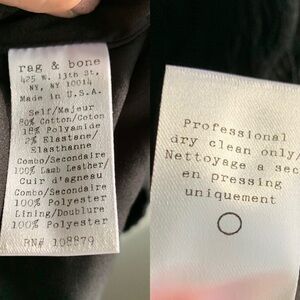 rag & bone
425 W. 13th St.
NY, NY 10014
Made in U.S.A.
Self/Majeur
80% Cotton/Coton
18% Polyamide
2% Elastane/
Elasthanne
Combo/Secondaire
100% Lamb Leather/
Cuir d'agneau
Combo/Secondaire
100% Polyester
Lining/Doublure
100% Polyester
RN# 108879
Professional
dry clean only/
Nettoyage a sec
en pressing
uniquement